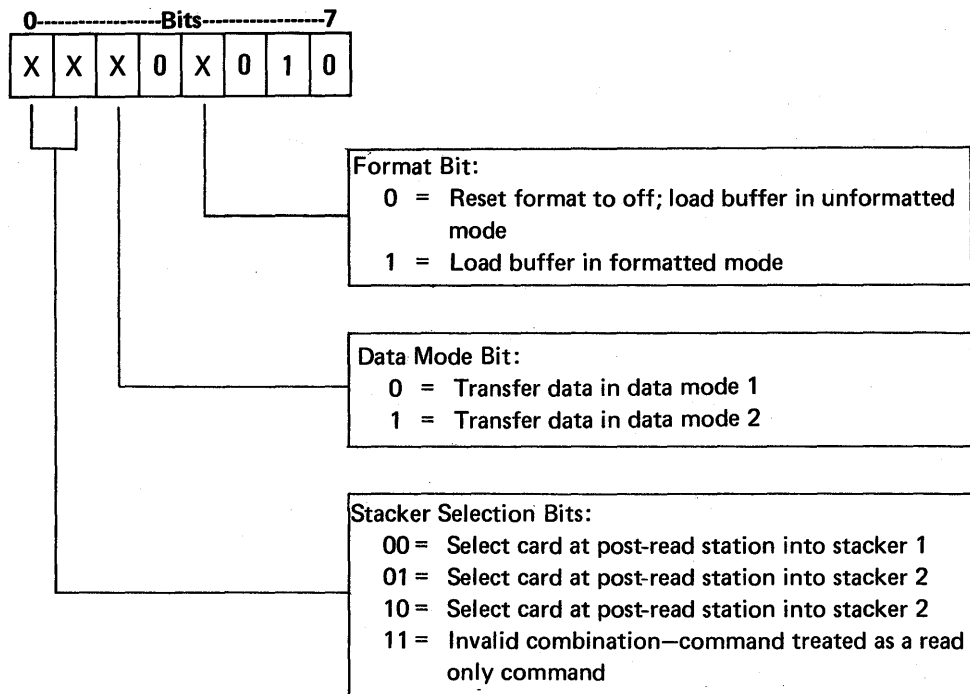 0------------------Bits------------------7
X X X 0 X 0 1 0
Format Bit:
0 = Reset format to off; load buffer in unformatted
mode
1 = Load buffer in formatted mode
Data Mode Bit:
0 = Transfer data in data mode 1
1 = Transfer data in data mode 2
Stacker Selection Bits:
00 = Select card at post-read station into stacker 1
01 = Select card at post-read station into stacker 2
10 = Select card at post-read station into stacker 2
11 = Invalid combination—command treated as a read
only command